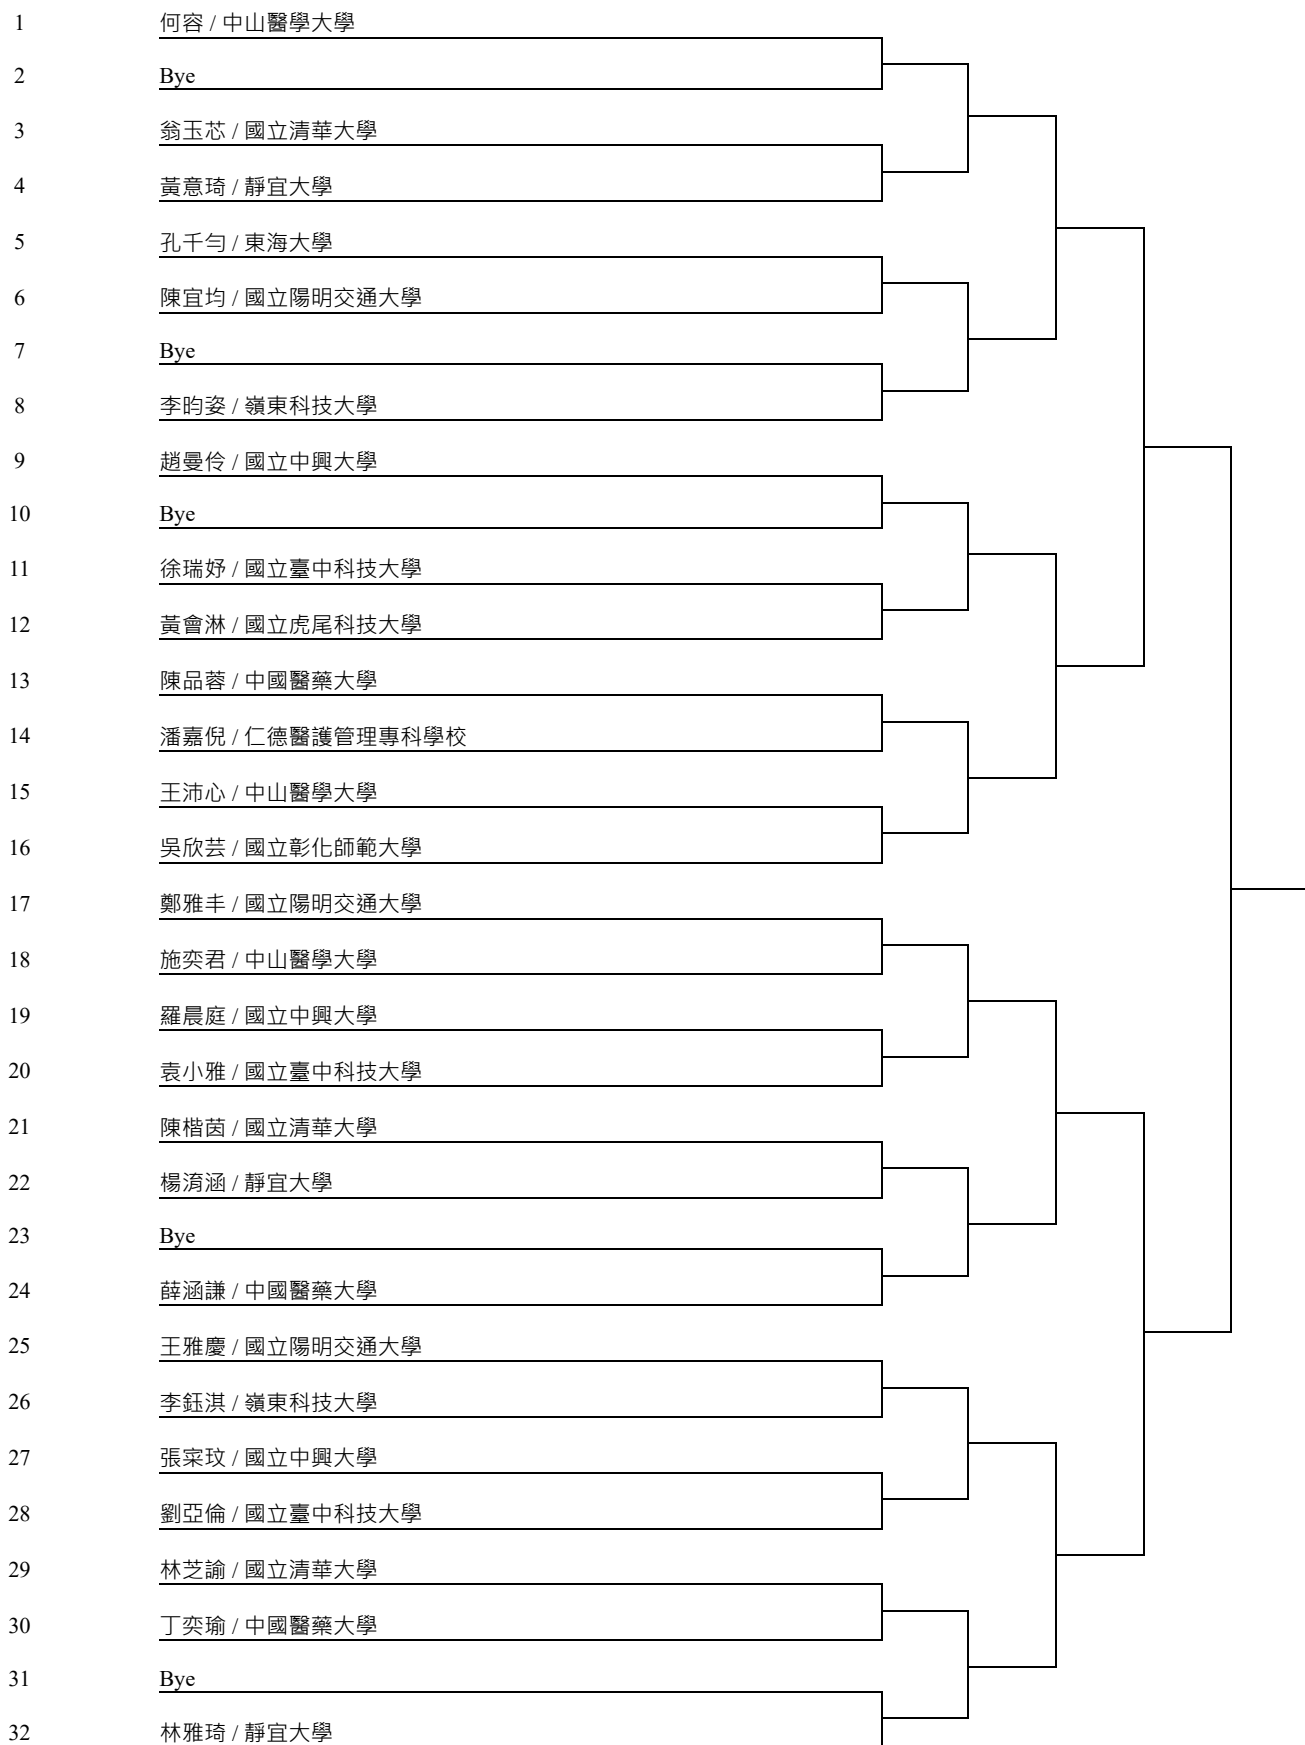 1 何容 / 中山醫學大學
2 Bye
3 翁玉芯 / 國立清華大學
4 黃意琦 / 靜宜大學
5 孔千勻 / 東海大學
6 陳宜均 / 國立陽明交通大學
7 Bye
8 李昀姿 / 嶺東科技大學
9 趙曼伶 / 國立中興大學
10 Bye
11 徐瑞妤 / 國立臺中科技大學
12 黃會淋 / 國立虎尾科技大學
13 陳品蓉 / 中國醫藥大學
14 潘嘉倪 / 仁德醫護管理專科學校
15 王沛心 / 中山醫學大學
16 吳欣芸 / 國立彰化師範大學
17 鄭雅丰 / 國立陽明交通大學
18 施奕君 / 中山醫學大學
19 羅晨庭 / 國立中興大學
20 袁小雅 / 國立臺中科技大學
21 陳楷茵 / 國立清華大學
22 楊淯涵 / 靜宜大學
23 Bye
24 薛涵謙 / 中國醫藥大學
25 王雅慶 / 國立陽明交通大學
26 李鈺淇 / 嶺東科技大學
27 張寀玟 / 國立中興大學
28 劉亞倫 / 國立臺中科技大學
29 林芝諭 / 國立清華大學
30 丁奕瑜 / 中國醫藥大學
31 Bye
32 林雅琦 / 靜宜大學